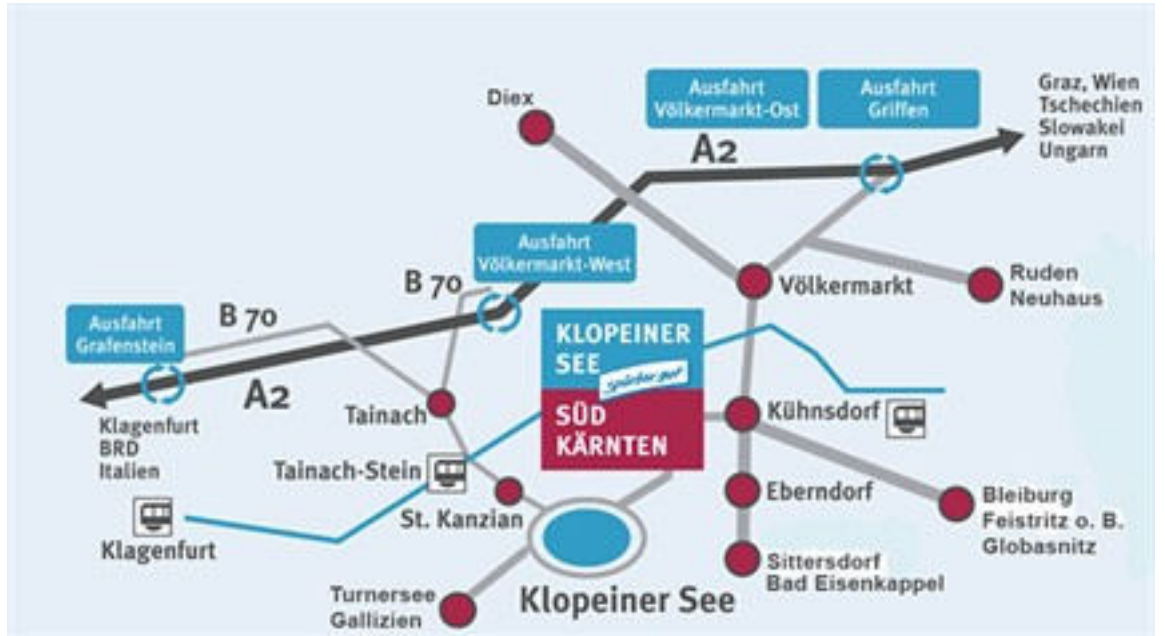 Diex
Ausfahrt
Völkermarkt-Ost
Ausfahrt
Griffen
Graz, Wien
Tschechien
Slowakei
Ungarn
A2
Ausfahrt
Völkermarkt-West
B 70
Völkermarkt
Ruden
Neuhaus
B 70
Ausfahrt
Grafenstein
A2
KLOPEINER
SEE
spürbar gut
SÜD
KÄRNTEN
Klagenfurt
BRD
Italien
Tainach
Kühnsdorf
Tainach-Stein
St. Kanzian
Eberndorf
Bleiburg
Feistritz o. B.
Globasnitz
Klagenfurt
Sittersdorf
Bad Eisenkappel
Turnersee
Gallizien
Klopeiner See